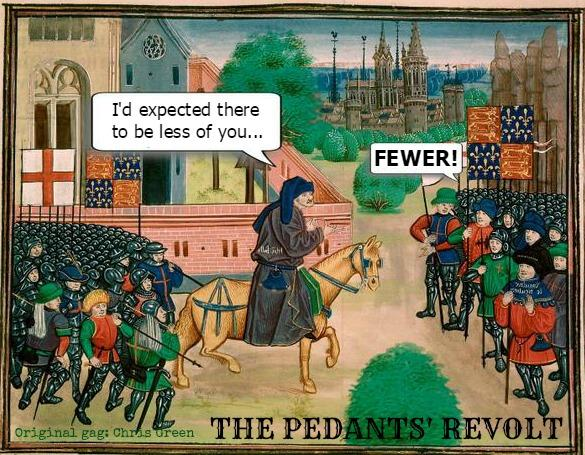 I'd expected there
to be less of you...
FEWER!
Original gag: Chris Green
THE PEDANTS' REVOLT